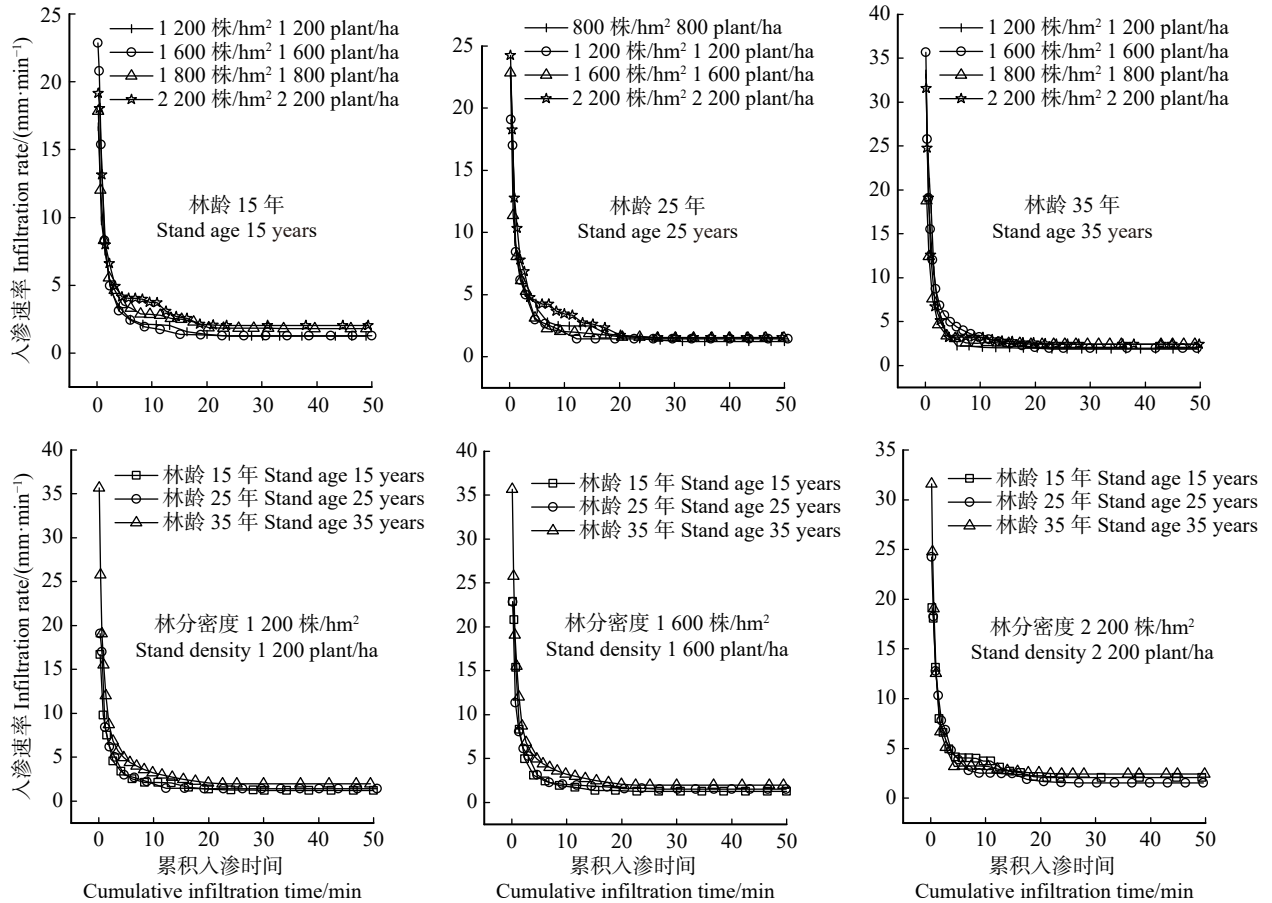 入渗速率 Infiltration rate/(mm·min⁻¹)
25
20
15
10
5
0
1 200 株/hm² 1 200 plant/ha
1 600 株/hm² 1 600 plant/ha
1 800 株/hm² 1 800 plant/ha
2 200 株/hm² 2 200 plant/ha
林龄 15 年
Stand age 15 years
0 10 20 30 40 50
25
20
15
10
5
0
800 株/hm² 800 plant/ha
1 200 株/hm² 1 200 plant/ha
1 600 株/hm² 1 600 plant/ha
2 200 株/hm² 2 200 plant/ha
林龄 25 年
Stand age 25 years
0 10 20 30 40 50
40
35
30
25
20
15
10
5
0
1 200 株/hm² 1 200 plant/ha
1 600 株/hm² 1 600 plant/ha
1 800 株/hm² 1 800 plant/ha
2 200 株/hm² 2 200 plant/ha
林龄 35 年
Stand age 35 years
0 10 20 30 40 50
入渗速率 Infiltration rate/(mm·min⁻¹)
40
35
30
25
20
15
10
5
0
林龄 15 年 Stand age 15 years
林龄 25 年 Stand age 25 years
林龄 35 年 Stand age 35 years
林分密度 1 200 株/hm²
Stand density 1 200 plant/ha
0 10 20 30 40 50
累积入渗时间
Cumulative infiltration time/min
40
35
30
25
20
15
10
5
0
林龄 15 年 Stand age 15 years
林龄 25 年 Stand age 25 years
林龄 35 年 Stand age 35 years
林分密度 1 600 株/hm²
Stand density 1 600 plant/ha
0 10 20 30 40 50
累积入渗时间
Cumulative infiltration time/min
35
30
25
20
15
10
5
0
林龄 15 年 Stand age 15 years
林龄 25 年 Stand age 25 years
林龄 35 年 Stand age 35 years
林分密度 2 200 株/hm²
Stand density 2 200 plant/ha
0 10 20 30 40 50
累积入渗时间
Cumulative infiltration time/min